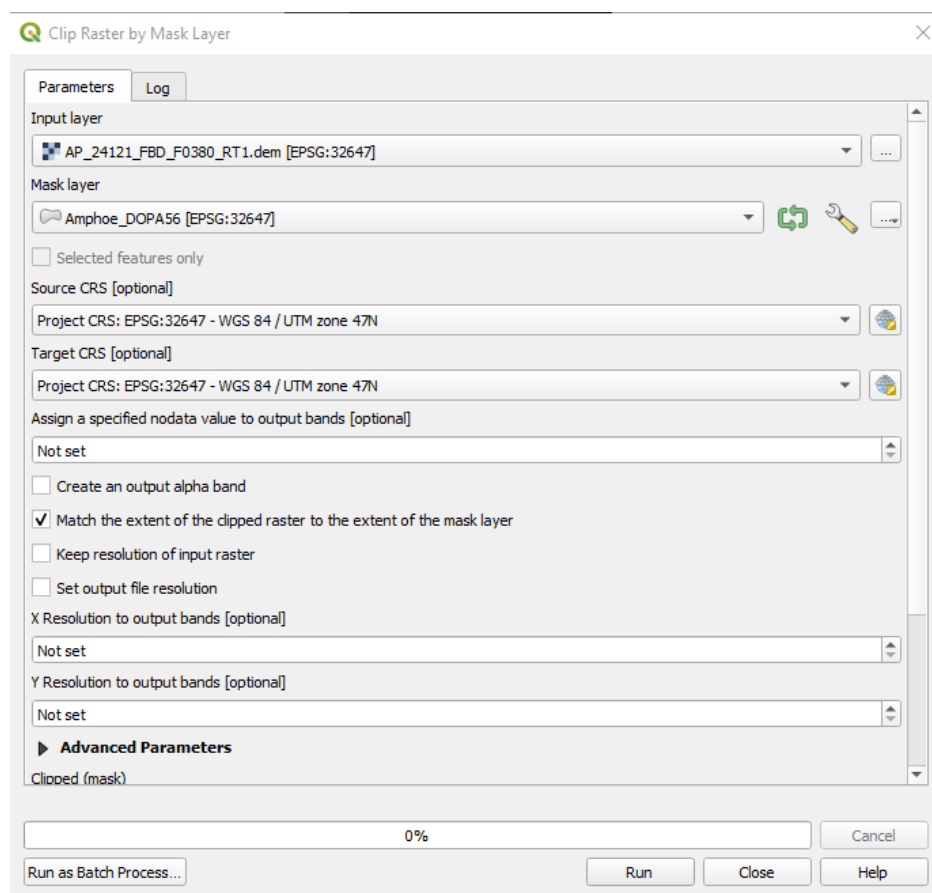 Clip Raster by Mask Layer
Parameters Log
Input layer
AP_24121_FBD_F0380_RT1.dem [EPSG:32647]
...
Mask layer
Amphoe_DOPA56 [EPSG:32647]
...
Selected features only
Source CRS [optional]
Project CRS: EPSG:32647 - WGS 84 / UTM zone 47N
Target CRS [optional]
Project CRS: EPSG:32647 - WGS 84 / UTM zone 47N
Assign a specified nodata value to output bands [optional]
Not set
Create an output alpha band
Match the extent of the clipped raster to the extent of the mask layer
Keep resolution of input raster
Set output file resolution
X Resolution to output bands [optional]
Not set
Y Resolution to output bands [optional]
Not set
Advanced Parameters
Clipped (mask)
0% Cancel
Run as Batch Process... Run Close Help